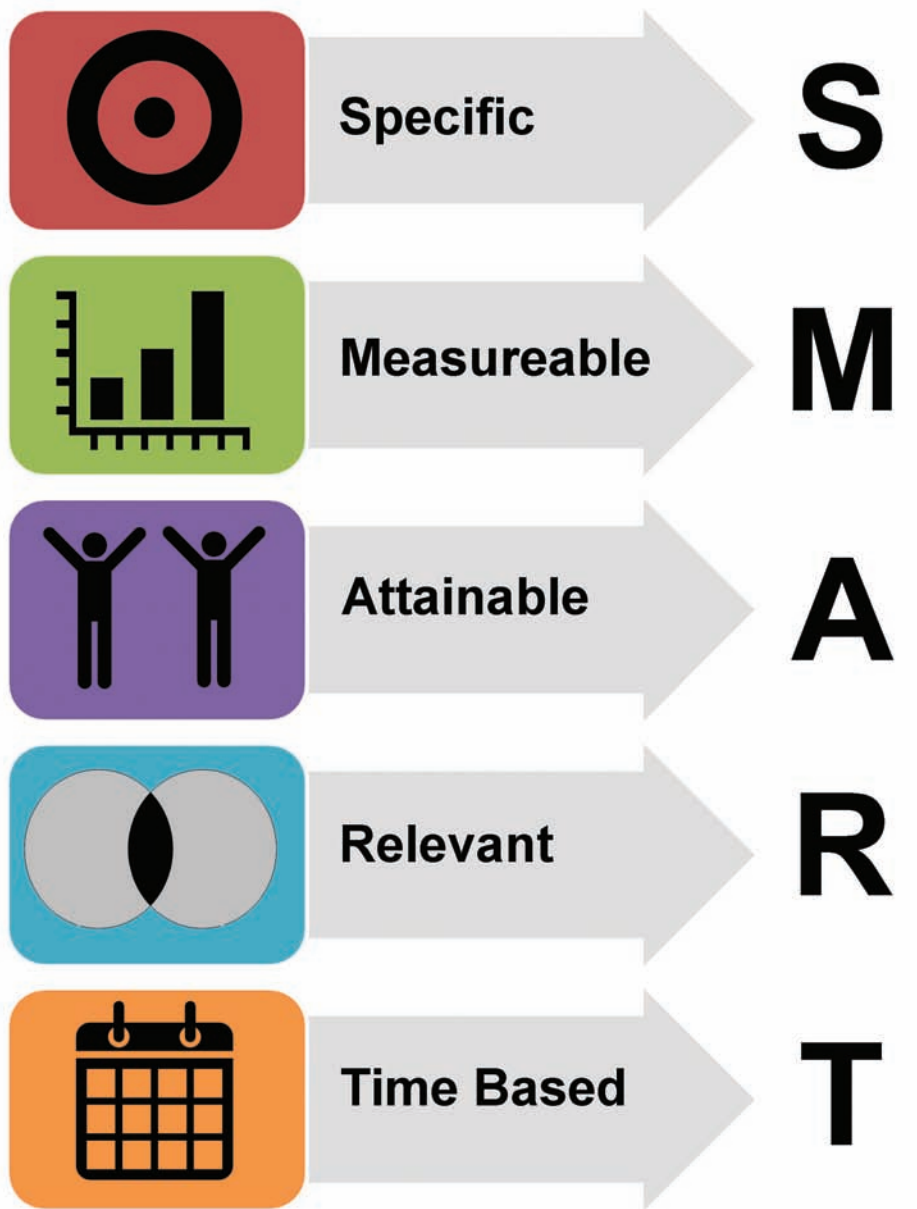 Specific S
Measureable M
Attainable A
Relevant R
Time Based T